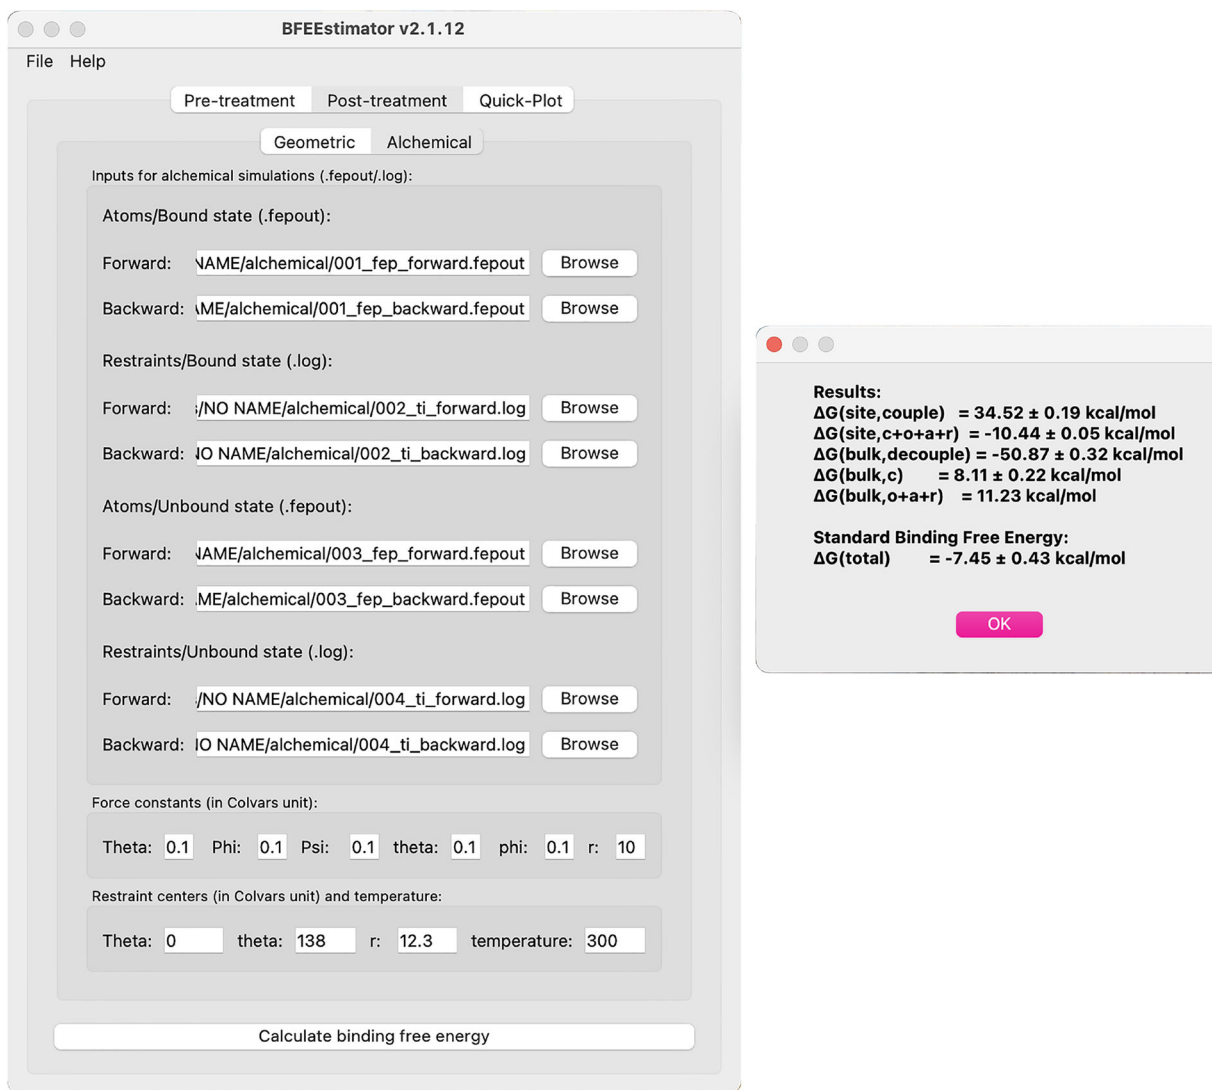 BFEEstimator v2.1.12
File Help
Pre-treatment Post-treatment Quick-Plot
Geometric Alchemical
Inputs for alchemical simulations (.fepout/.log):
Atoms/Bound state (.fepout):
Forward: NAME/alchemical/001_fep_forward.fepout Browse
Backward: ME/alchemical/001_fep_backward.fepout Browse
Restraints/Bound state (.log):
Forward: /NO NAME/alchemical/002_ti_forward.log Browse
Backward: NO NAME/alchemical/002_ti_backward.log Browse
Atoms/Unbound state (.fepout):
Forward: NAME/alchemical/003_fep_forward.fepout Browse
Backward: ME/alchemical/003_fep_backward.fepout Browse
Restraints/Unbound state (.log):
Forward: /NO NAME/alchemical/004_ti_forward.log Browse
Backward: NO NAME/alchemical/004_ti_backward.log Browse
Force constants (in Colvars unit):
Theta: 0.1 Phi: 0.1 Psi: 0.1 theta: 0.1 phi: 0.1 r: 10
Restraint centers (in Colvars unit) and temperature:
Theta: 0 theta: 138 r: 12.3 temperature: 300
Calculate binding free energy
Results:
ΔG(site,couple) = 34.52 ± 0.19 kcal/mol
ΔG(site,c+o+a+r) = -10.44 ± 0.05 kcal/mol
ΔG(bulk,decouple) = -50.87 ± 0.32 kcal/mol
ΔG(bulk,c) = 8.11 ± 0.22 kcal/mol
ΔG(bulk,o+a+r) = 11.23 kcal/mol
Standard Binding Free Energy:
ΔG(total) = -7.45 ± 0.43 kcal/mol
OK